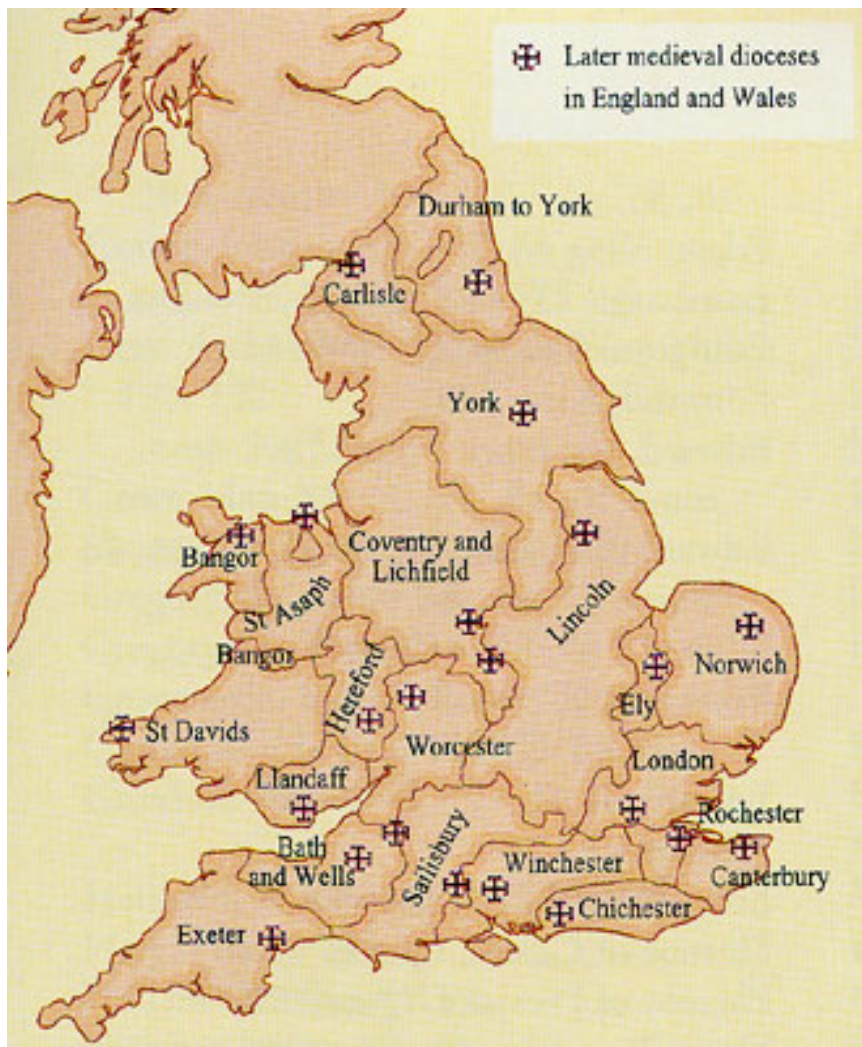 Later medieval dioceses
in England and Wales
Durham to York
Carlisle
York
Bangor
Coventry and
Lichfield
St Asaph
Lincoln
Norwich
Bangor
Hereford
Ely
St Davids
Worcester
London
Llandaff
Rochester
Bath
and Wells
Sailisbury
Winchester
Canterbury
Chichester
Exeter